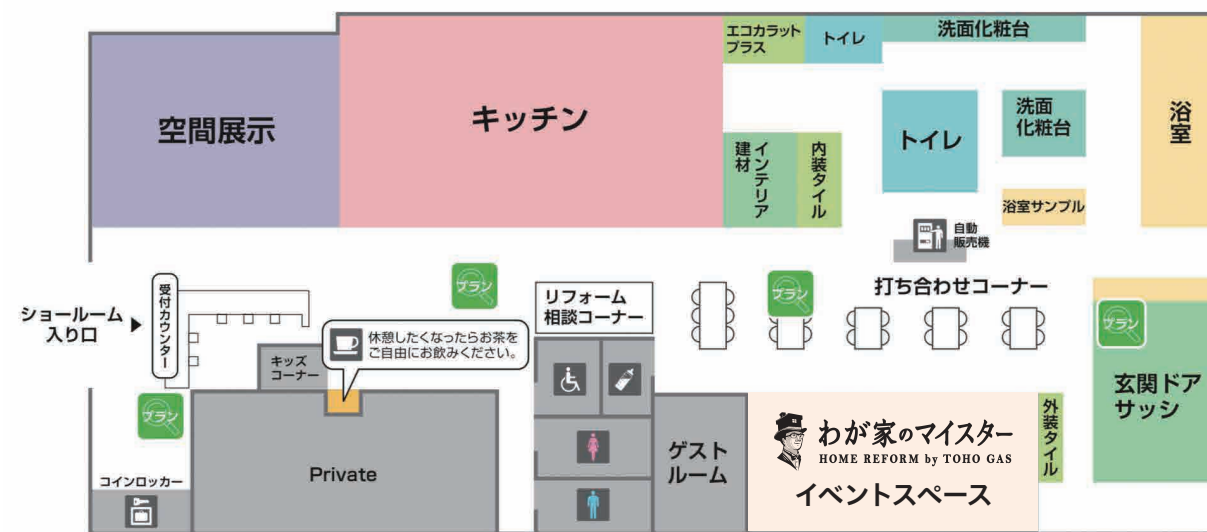 エコカラット
プラス
トイレ
洗面化粧台
空間展示
キッチン
インテリア
建材
内装タイル
トイレ
洗面
化粧台
浴室サンプル
浴室
自動
販売機
ショールーム
入り口
受付カウンター
プラン
リフォーム
相談コーナー
プラン
打ち合わせコーナー
プラン
休憩したくなったらお茶を
ご自由にお飲みください。
キッズ
コーナー
プラン
コインロッカー
Private
ゲスト
ルーム
わが家のマイスター
HOME REFORM by TOHO GAS
イベントスペース
外装タイル
玄関ドア
サッシ